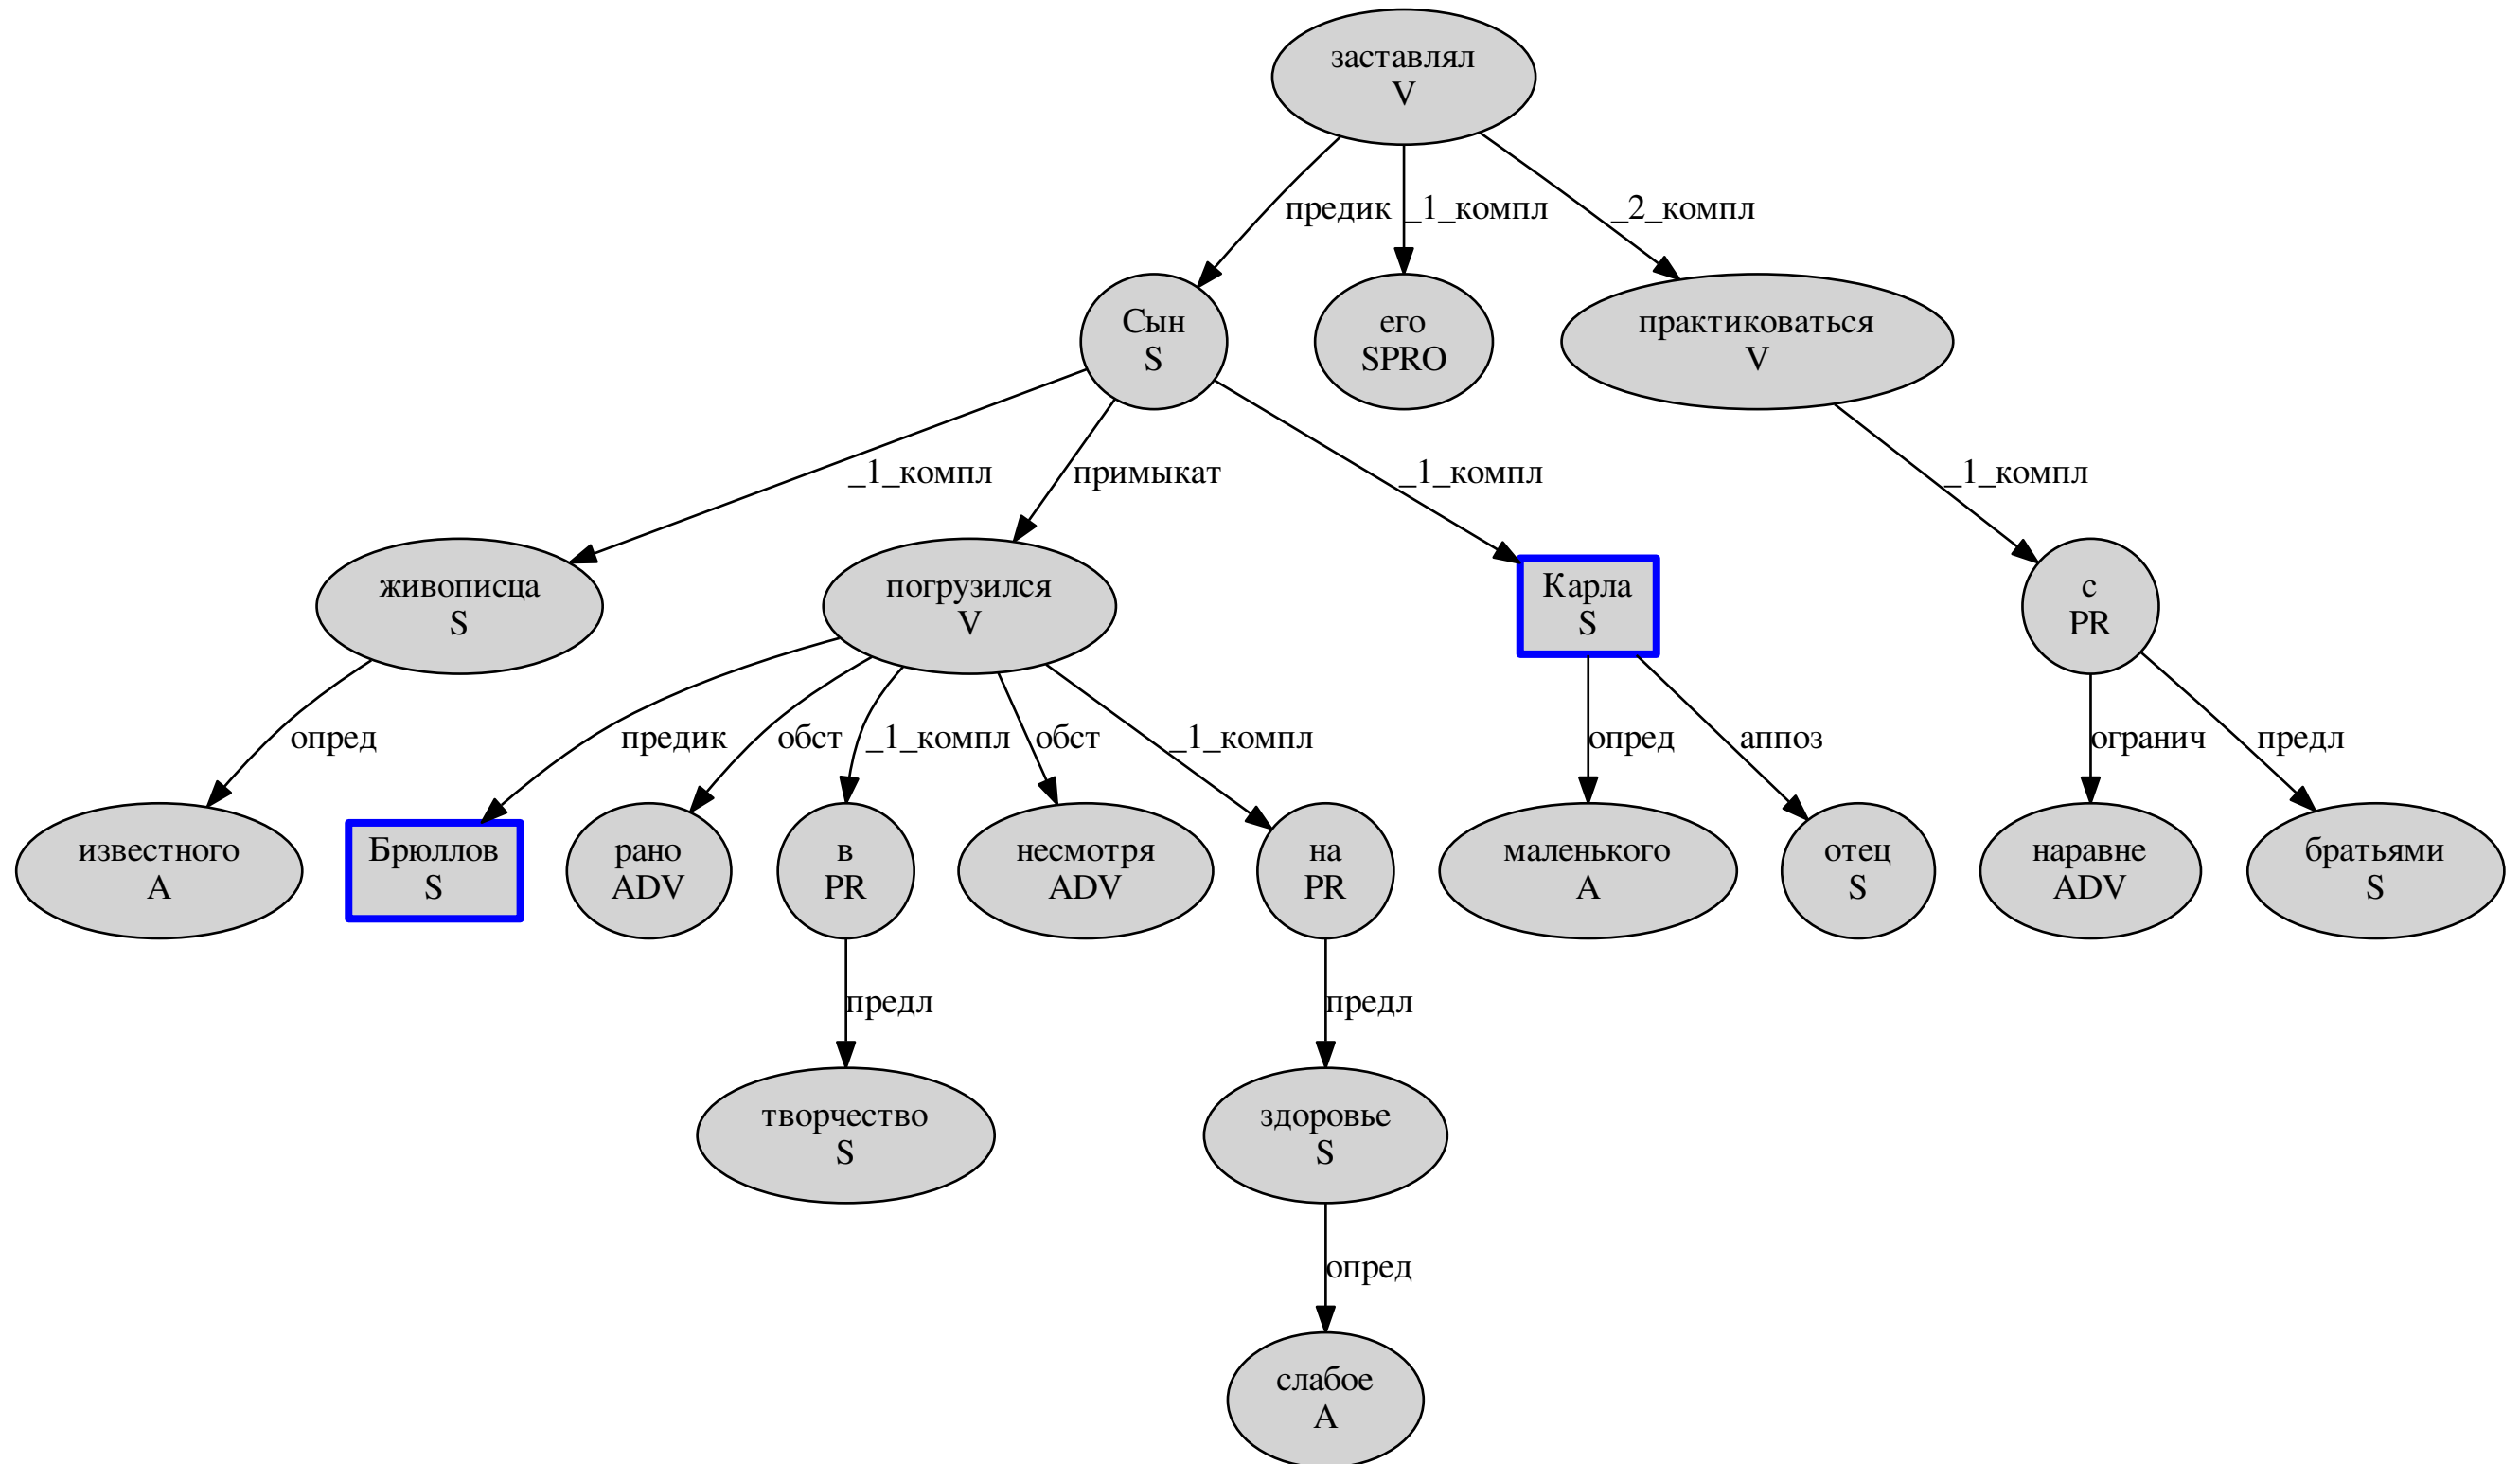 заставлял
V
предик
_1_компл
_2_компл
Сын
S
его
SPRO
практиковаться
V
_1_компл
примыкат
_1_компл
_1_компл
живописца
S
погрузился
V
Карла
S
с
PR
опред
предик
обст
_1_компл
обст
_1_компл
опред
аппоз
огранич
предл
известного
A
Брюллов
S
рано
ADV
в
PR
несмотря
ADV
на
PR
маленького
A
отец
S
наравне
ADV
братьями
S
предл
предл
творчество
S
здоровье
S
опред
слабое
A